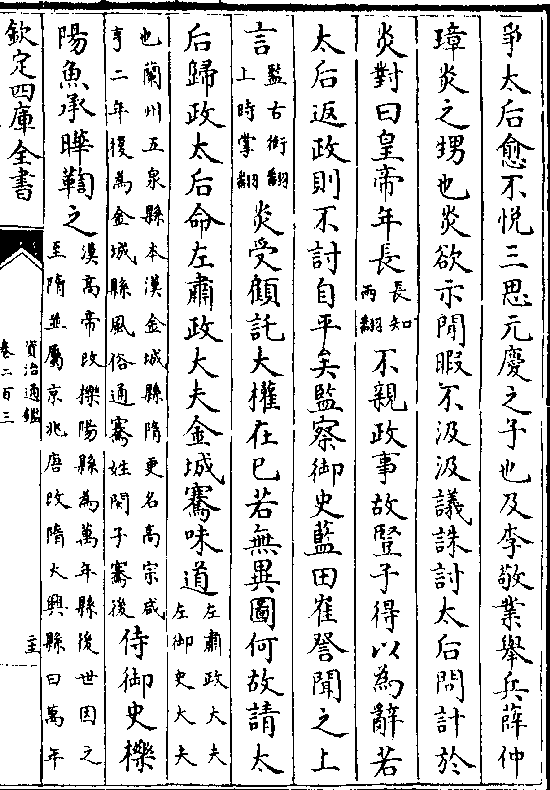 爭太后愈不悦三思元慶之子也及李敬業舉兵薛仲
璋炎之甥也炎欲示閒暇不汲汲議誅討太后問計於
炎對曰皇帝年長長知兩翻不親政事故豎子得以為辭若
太后返政則不討自平矣監察御史藍田崔詧聞之上
言監古銜翻上時掌翻炎受顧託大權在已若無異圖何故請太
后歸政太后命左肅政大夫金城騫味道左肅政大夫左御史大夫
也蘭州五泉縣本漢金城縣隋更名高宗咸亨二年復為金城縣風俗通騫姓閔子騫後侍御史櫟
陽魚承曄鞫之漢高帝改櫟陽縣為萬年縣後世因之至隋並屬京兆唐改隋大興縣曰萬年
欽定四庫全書
資治通鑑
卷二百三